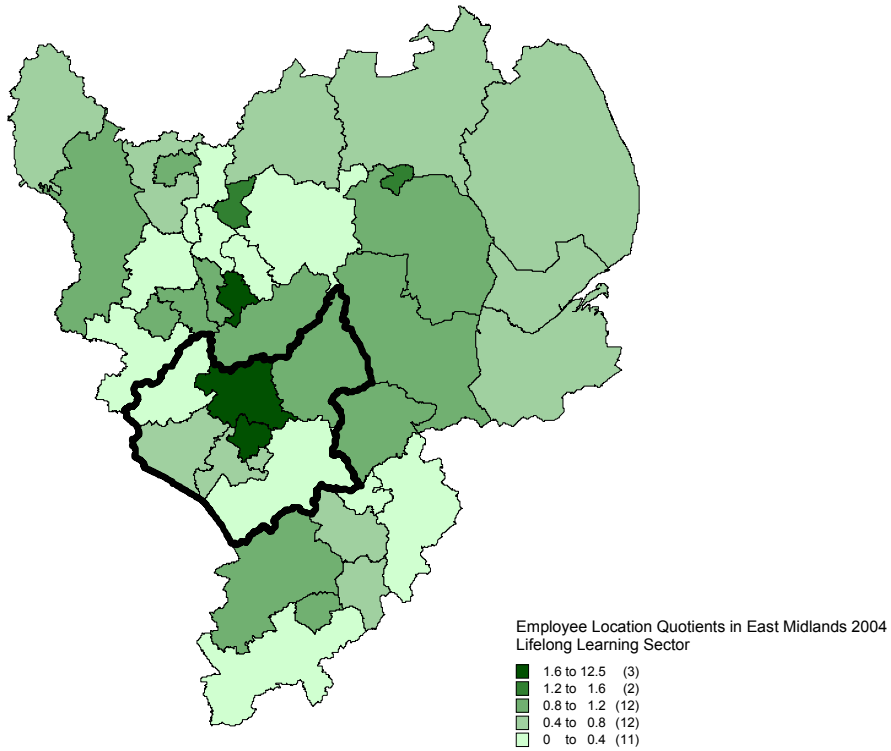 Employee Location Quotients in East Midlands 2004
Lifelong Learning Sector
1.6 to 12.5 (3)
1.2 to 1.6 (2)
0.8 to 1.2 (12)
0.4 to 0.8 (12)
0 to 0.4 (11)